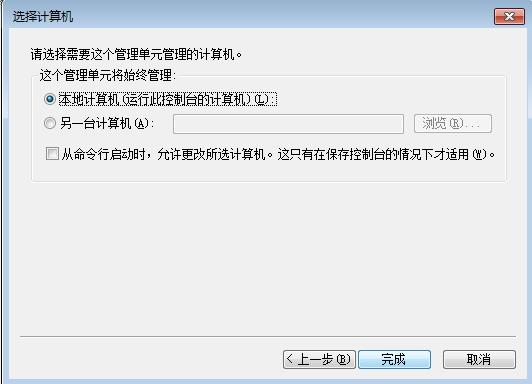 选择计算机
请选择需要这个管理单元管理的计算机。
这个管理单元将始终管理:
本地计算机(运行此控制台的计算机)(L):
另一台计算机(A):
浏览(R)...
从命令行启动时，允许更改所选计算机。这只有在保存控制台的情况下才适用(W)。
< 上一步(B)
完成
取消